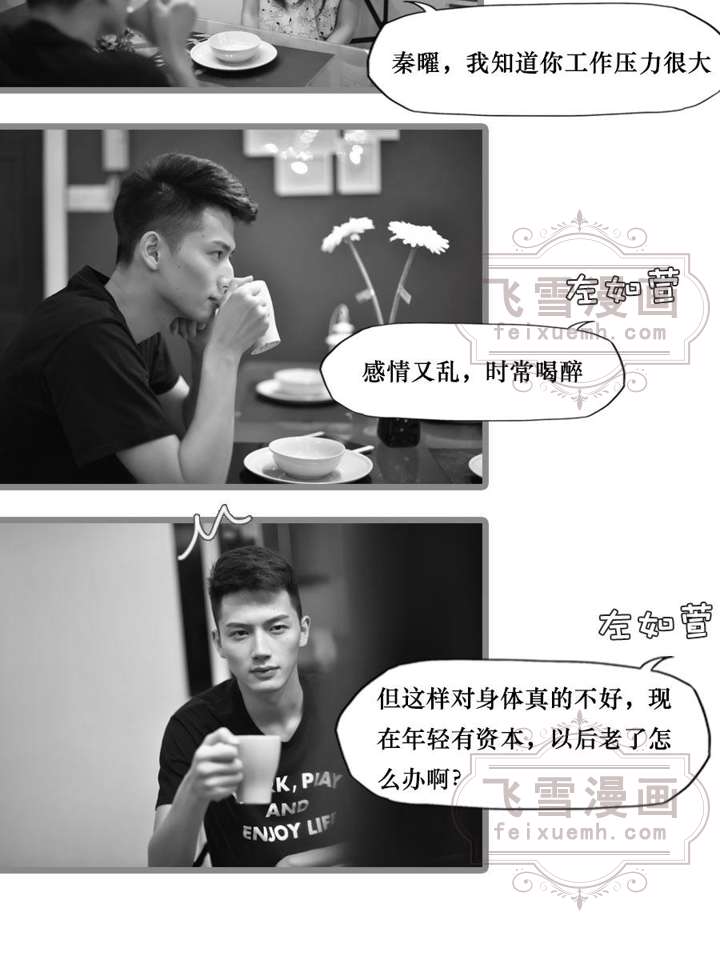 秦曜，我知道你工作压力很大
左如萱
飞雪漫画
feixuemh.com
感情又乱，时常喝醉
左如萱
但这样对身体真的不好，现
在年轻有资本，以后老了怎
么办啊?
飞雪漫画
feixuemh.com
PLAY
AND
ENJOY LIFE